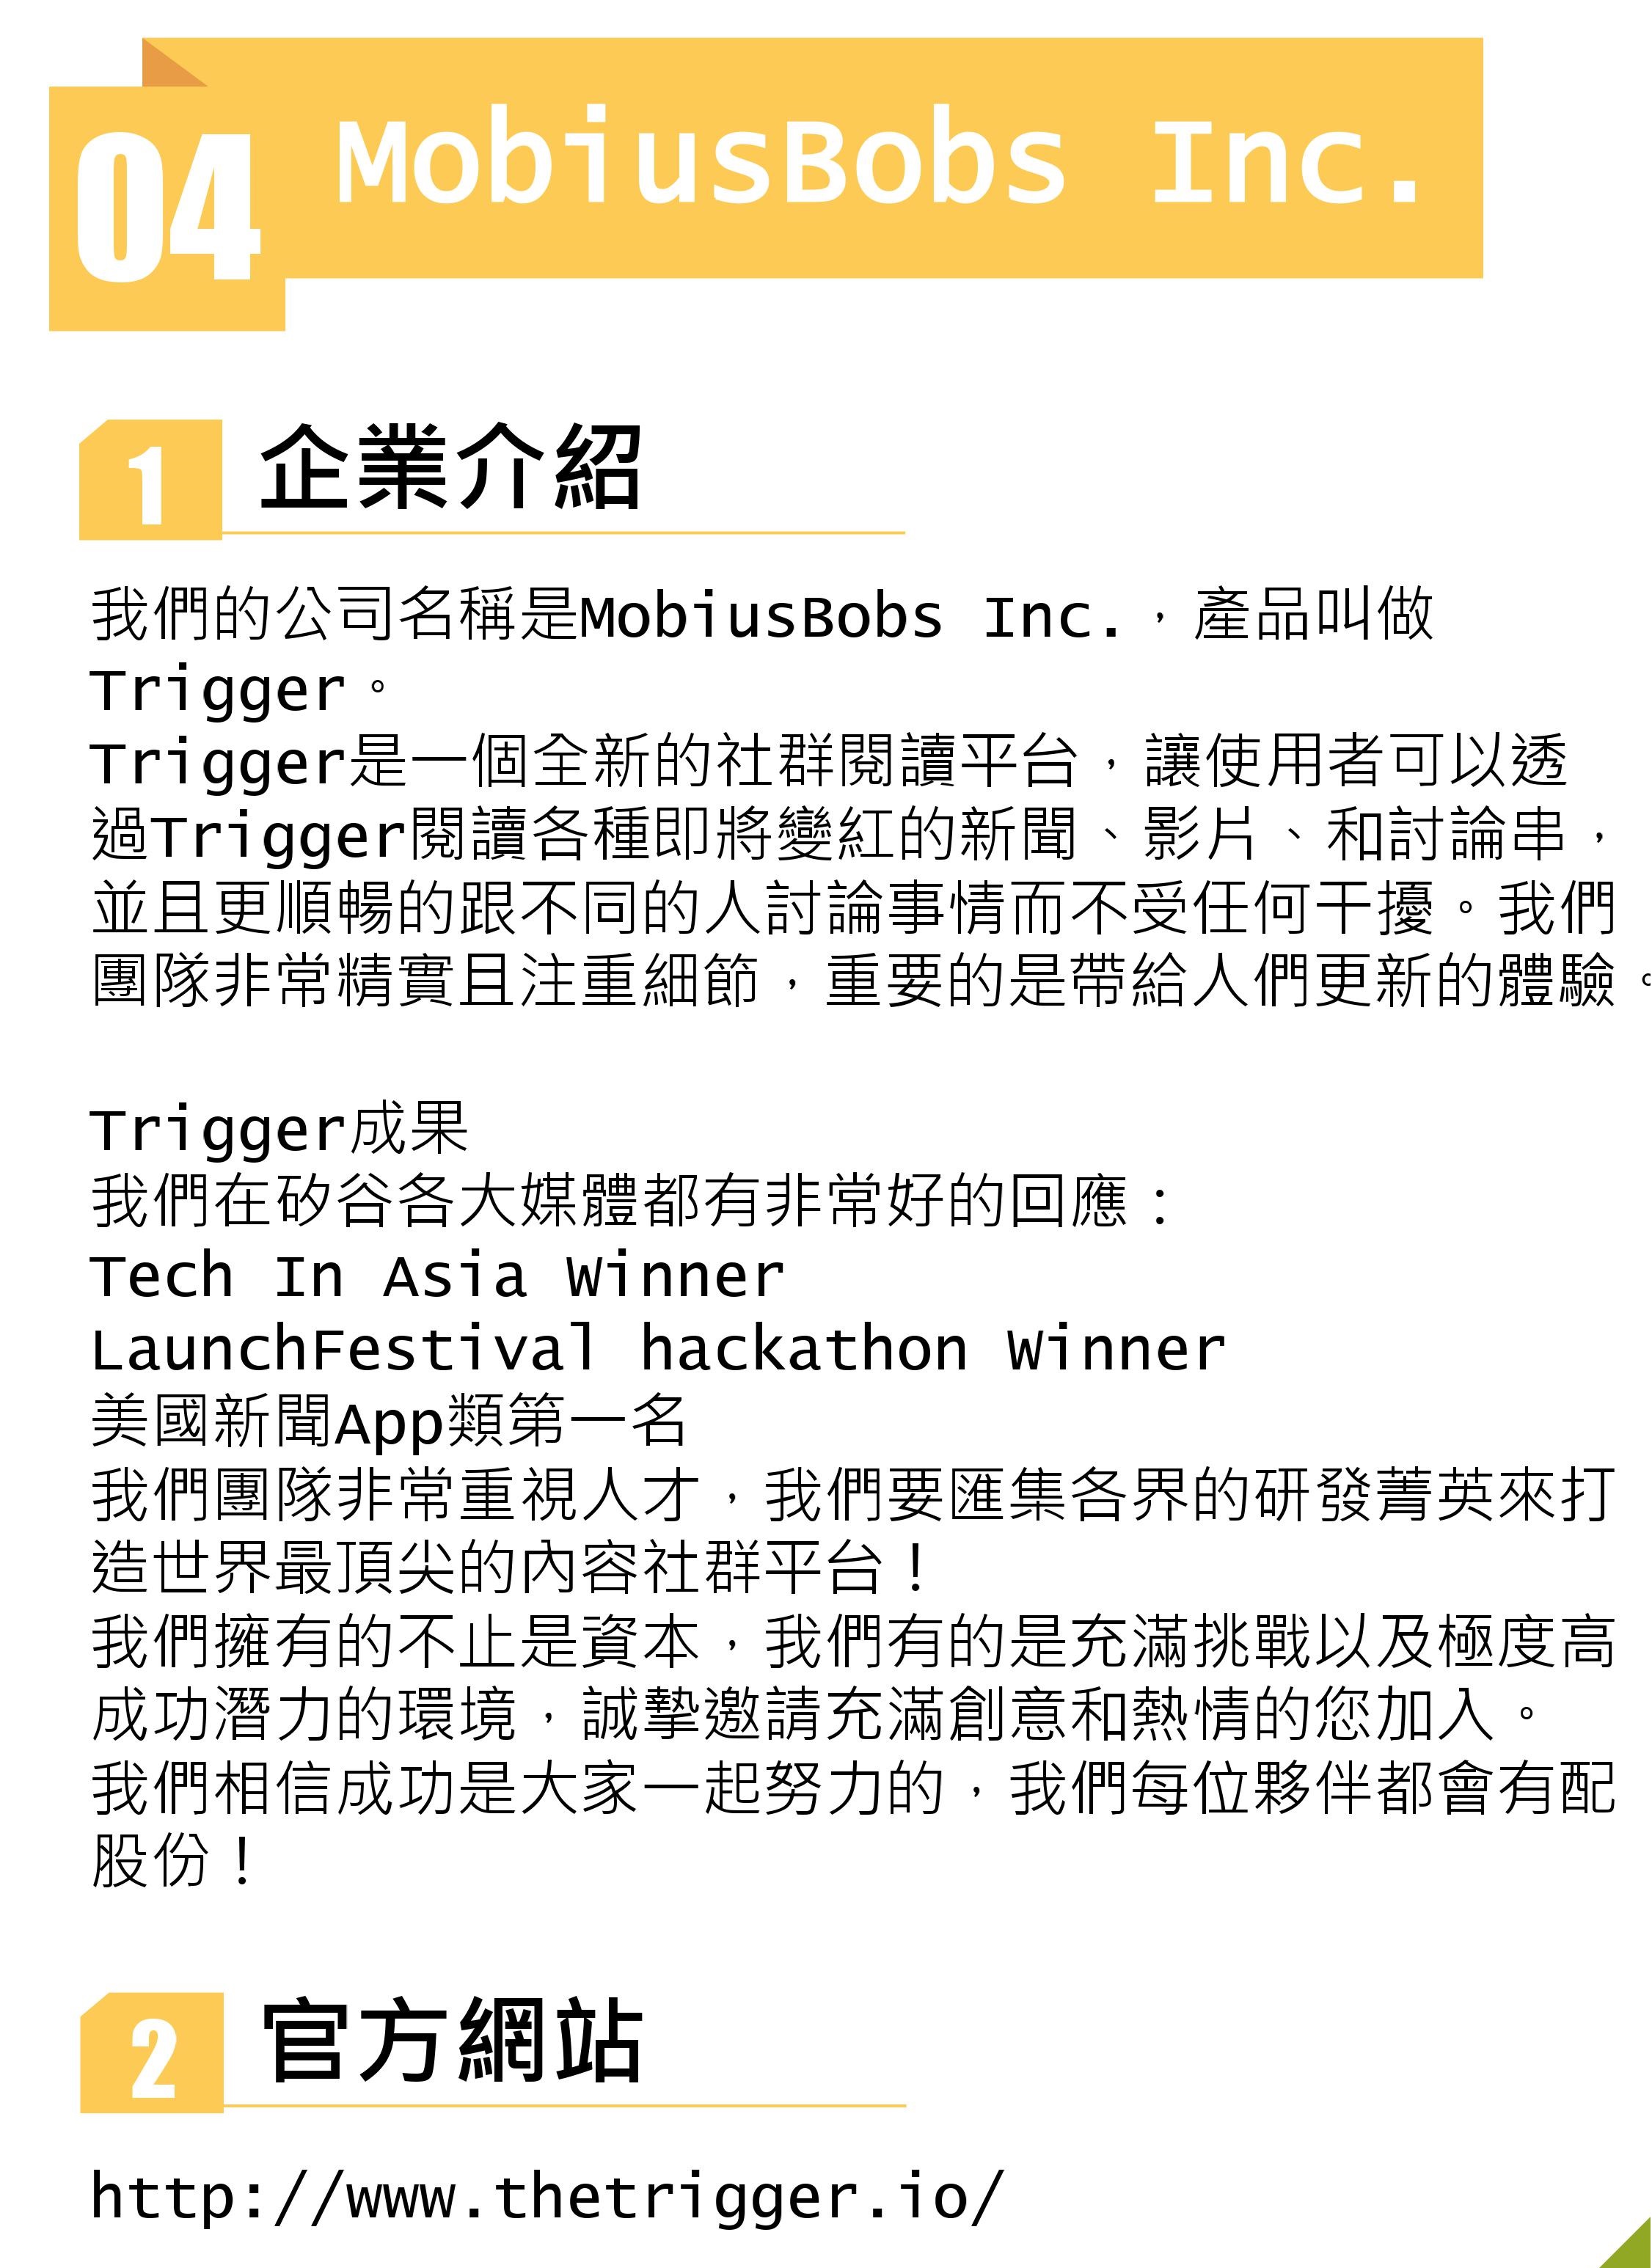 04
MobiusBobs Inc.
1
企業介紹
我們的公司名稱是MobiusBobs Inc.，產品叫做
Trigger。
Trigger是一個全新的社群閱讀平台，讓使用者可以透
過Trigger閱讀各種即將變紅的新聞、影片、和討論串，
並且更順暢的跟不同的人討論事情而不受任何干擾。我們
團隊非常精實且注重細節，重要的是帶給人們更新的體驗。
Trigger成果
我們在矽谷各大媒體都有非常好的回應：
Tech In Asia Winner
LaunchFestival hackathon Winner
美國新聞App類第一名
我們團隊非常重視人才，我們要匯集各界的研發菁英來打
造世界最頂尖的內容社群平台！
我們擁有的不止是資本，我們有的是充滿挑戰以及極度高
成功潛力的環境，誠摯邀請充滿創意和熱情的您加入。
我們相信成功是大家一起努力的，我們每位夥伴都會有配
股份！
2
官方網站
http://www.thetrigger.io/